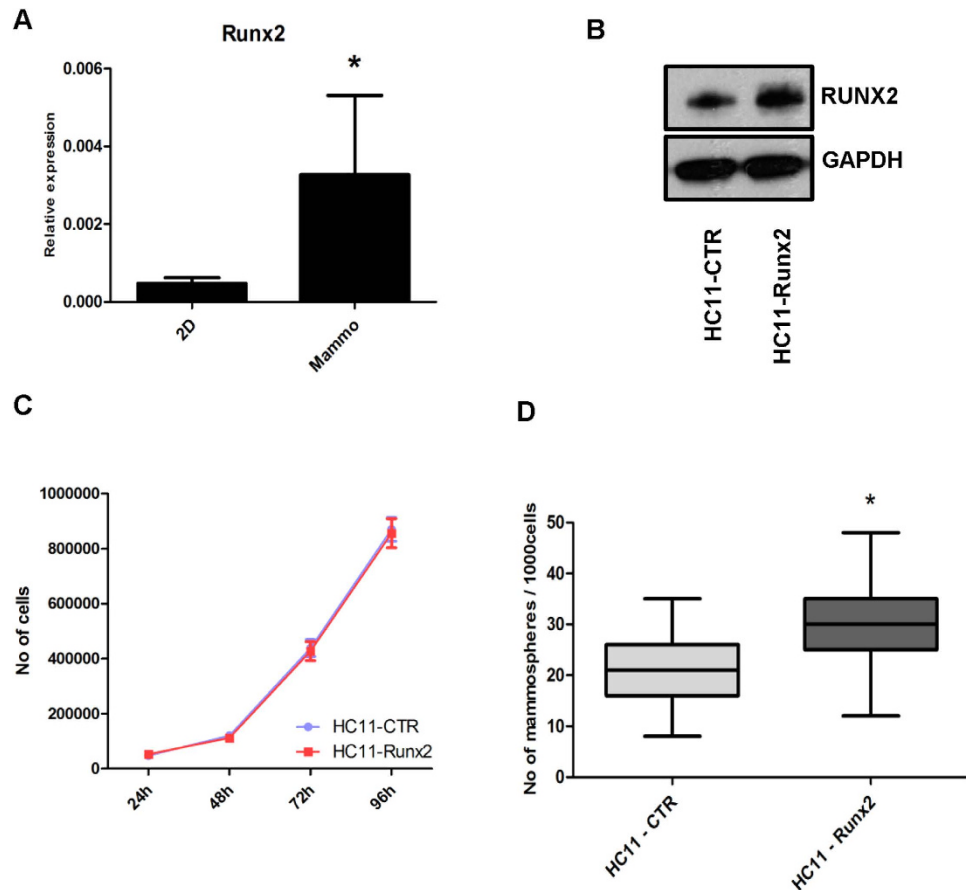 A
Runx2
*
0.006
0.004
0.002
0.000
Relative expression
2D
Mammo
B
RUNX2
GAPDH
HC11-CTR
HC11-Runx2
C
1000000
800000
600000
400000
200000
0
No of cells
HC11-CTR
HC11-Runx2
24h
48h
72h
96h
D
*
50
40
30
20
10
0
No of mammospheres / 1000cells
HC11 - CTR
HC11 - Runx2